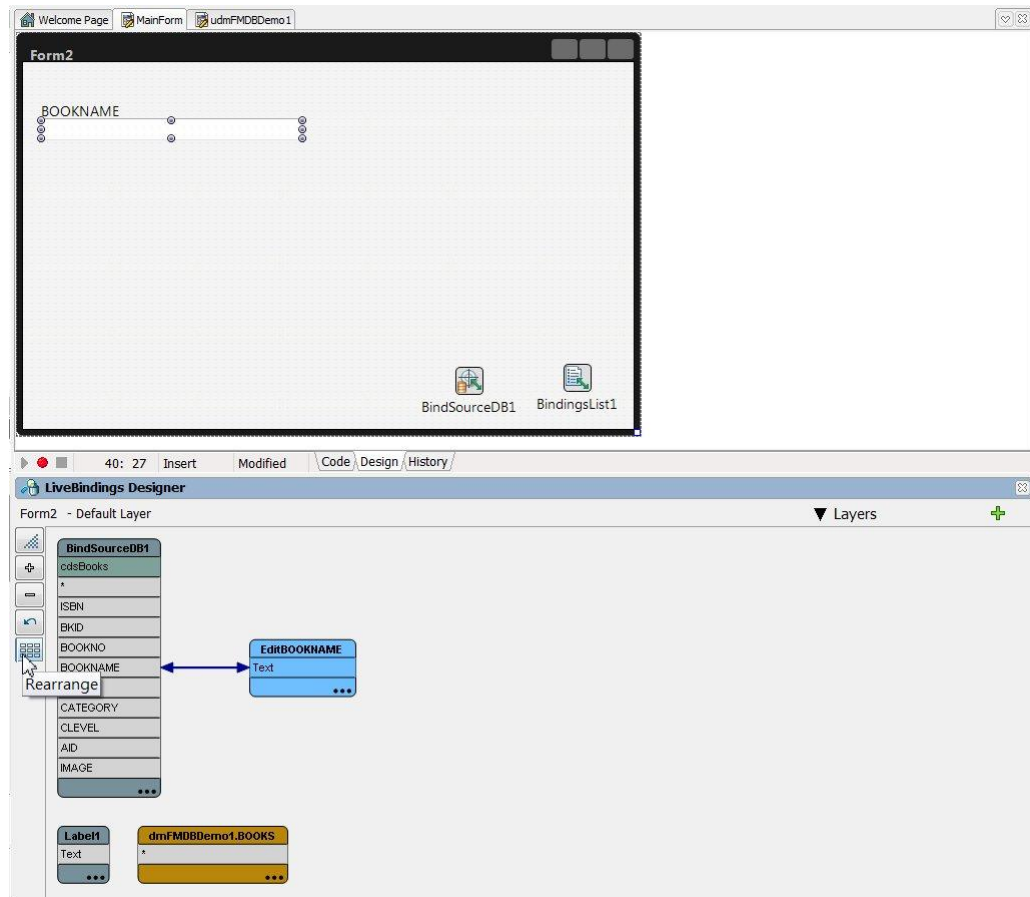 Welcome Page MainForm udmFMDBDemo1
Form2
BOOKNAME
BindSourceDB1 BindingsList1
40: 27 Insert Modified Code Design History
LiveBindings Designer
Form2 - Default Layer Layers
BindSourceDB1
cdsBooks
*
ISBN
BKID
BOOKNO
BOOKNAME
Rearrange
CATEGORY
CLEVEL
AID
IMAGE
...
EditBOOKNAME
Text
...
Label1
Text
...
dmFMDBDemo1.BOOKS
*
...